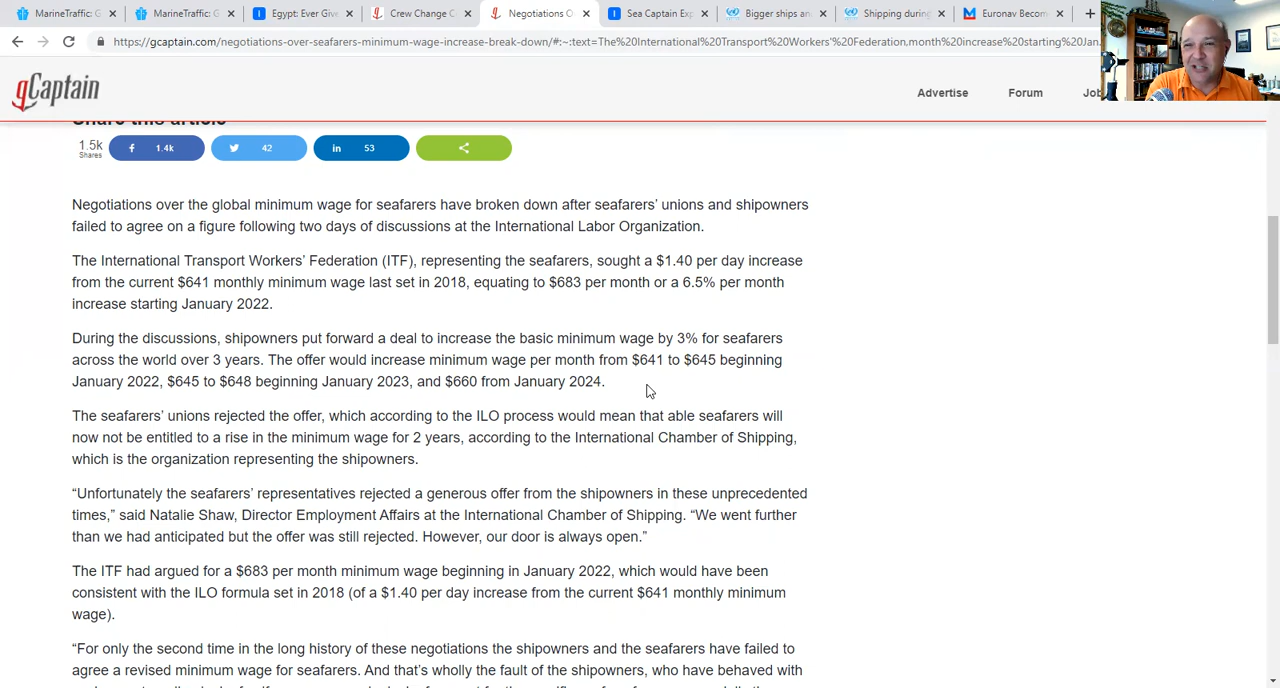 MarineTraffic: G
MarineTraffic: G
Egypt: Ever Give
Crew Change C
Negotiations O
Sea Captain Exp
Bigger ships an
Shipping during
Euronav Becom
https://gcaptain.com/negotiations-over-seafarers-minimum-wage-increase-break-down/#:~:text=The%20International%20Transport%20Workers'%20Federation,month%20increase%20starting%20Jan.
gCaptain
Advertise
Forum
Job
Share this article
1.5k
Shares
1.4k
42
in 53
Negotiations over the global minimum wage for seafarers have broken down after seafarers’ unions and shipowners
failed to agree on a figure following two days of discussions at the International Labor Organization.
The International Transport Workers’ Federation (ITF), representing the seafarers, sought a $1.40 per day increase
from the current $641 monthly minimum wage last set in 2018, equating to $683 per month or a 6.5% per month
increase starting January 2022.
During the discussions, shipowners put forward a deal to increase the basic minimum wage by 3% for seafarers
across the world over 3 years. The offer would increase minimum wage per month from $641 to $645 beginning
January 2022, $645 to $648 beginning January 2023, and $660 from January 2024.
The seafarers’ unions rejected the offer, which according to the ILO process would mean that able seafarers will
now not be entitled to a rise in the minimum wage for 2 years, according to the International Chamber of Shipping,
which is the organization representing the shipowners.
“Unfortunately the seafarers’ representatives rejected a generous offer from the shipowners in these unprecedented
times,” said Natalie Shaw, Director Employment Affairs at the International Chamber of Shipping. “We went further
than we had anticipated but the offer was still rejected. However, our door is always open.”
The ITF had argued for a $683 per month minimum wage beginning in January 2022, which would have been
consistent with the ILO formula set in 2018 (of a $1.40 per day increase from the current $641 monthly minimum
wage).
“For only the second time in the long history of these negotiations the shipowners and the seafarers have failed to
agree a revised minimum wage for seafarers. And that’s wholly the fault of the shipowners, who have behaved with